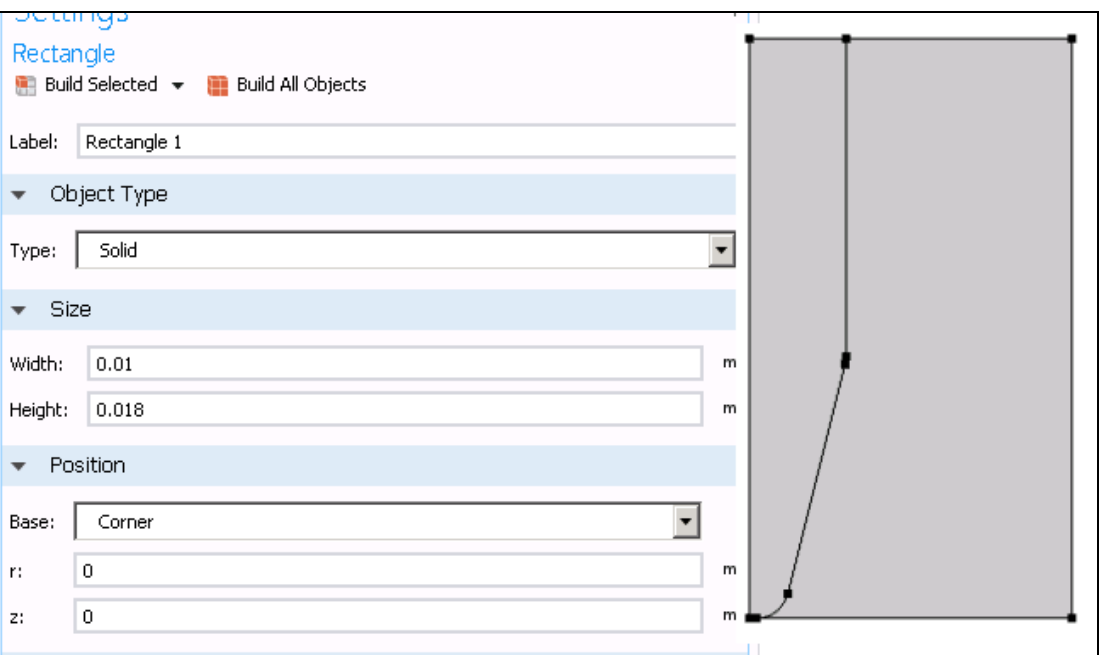 Settings
Rectangle
Build Selected Build All Objects
Label: Rectangle 1
Object Type
Type: Solid
Size
Width: 0.01 m
Height: 0.018 m
Position
Base: Corner
r: 0 m
z: 0 m